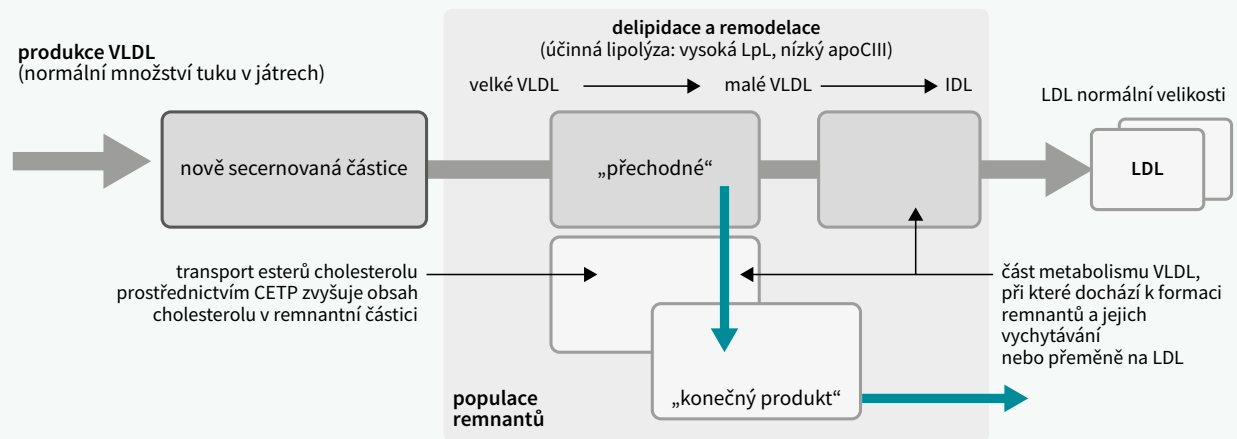 produkce VLDL
(normální množství tuku v játrech)
delipidace a remodelace
(účinná lipolýza: vysoká LpL, nízký apoCIII)
velké VLDL
malé VLDL
IDL
LDL normální velikosti
nově secernovaná částice
„přechodné“
LDL
transport esterů cholesterolu
prostřednictvím CETP zvyšuje obsah
cholesterolu v remnantní částici
část metabolismu VLDL,
při které dochází k formaci
remnantů a jejich
vychytávání
nebo přeměně na LDL
populace
remnantů
„konečný produkt“